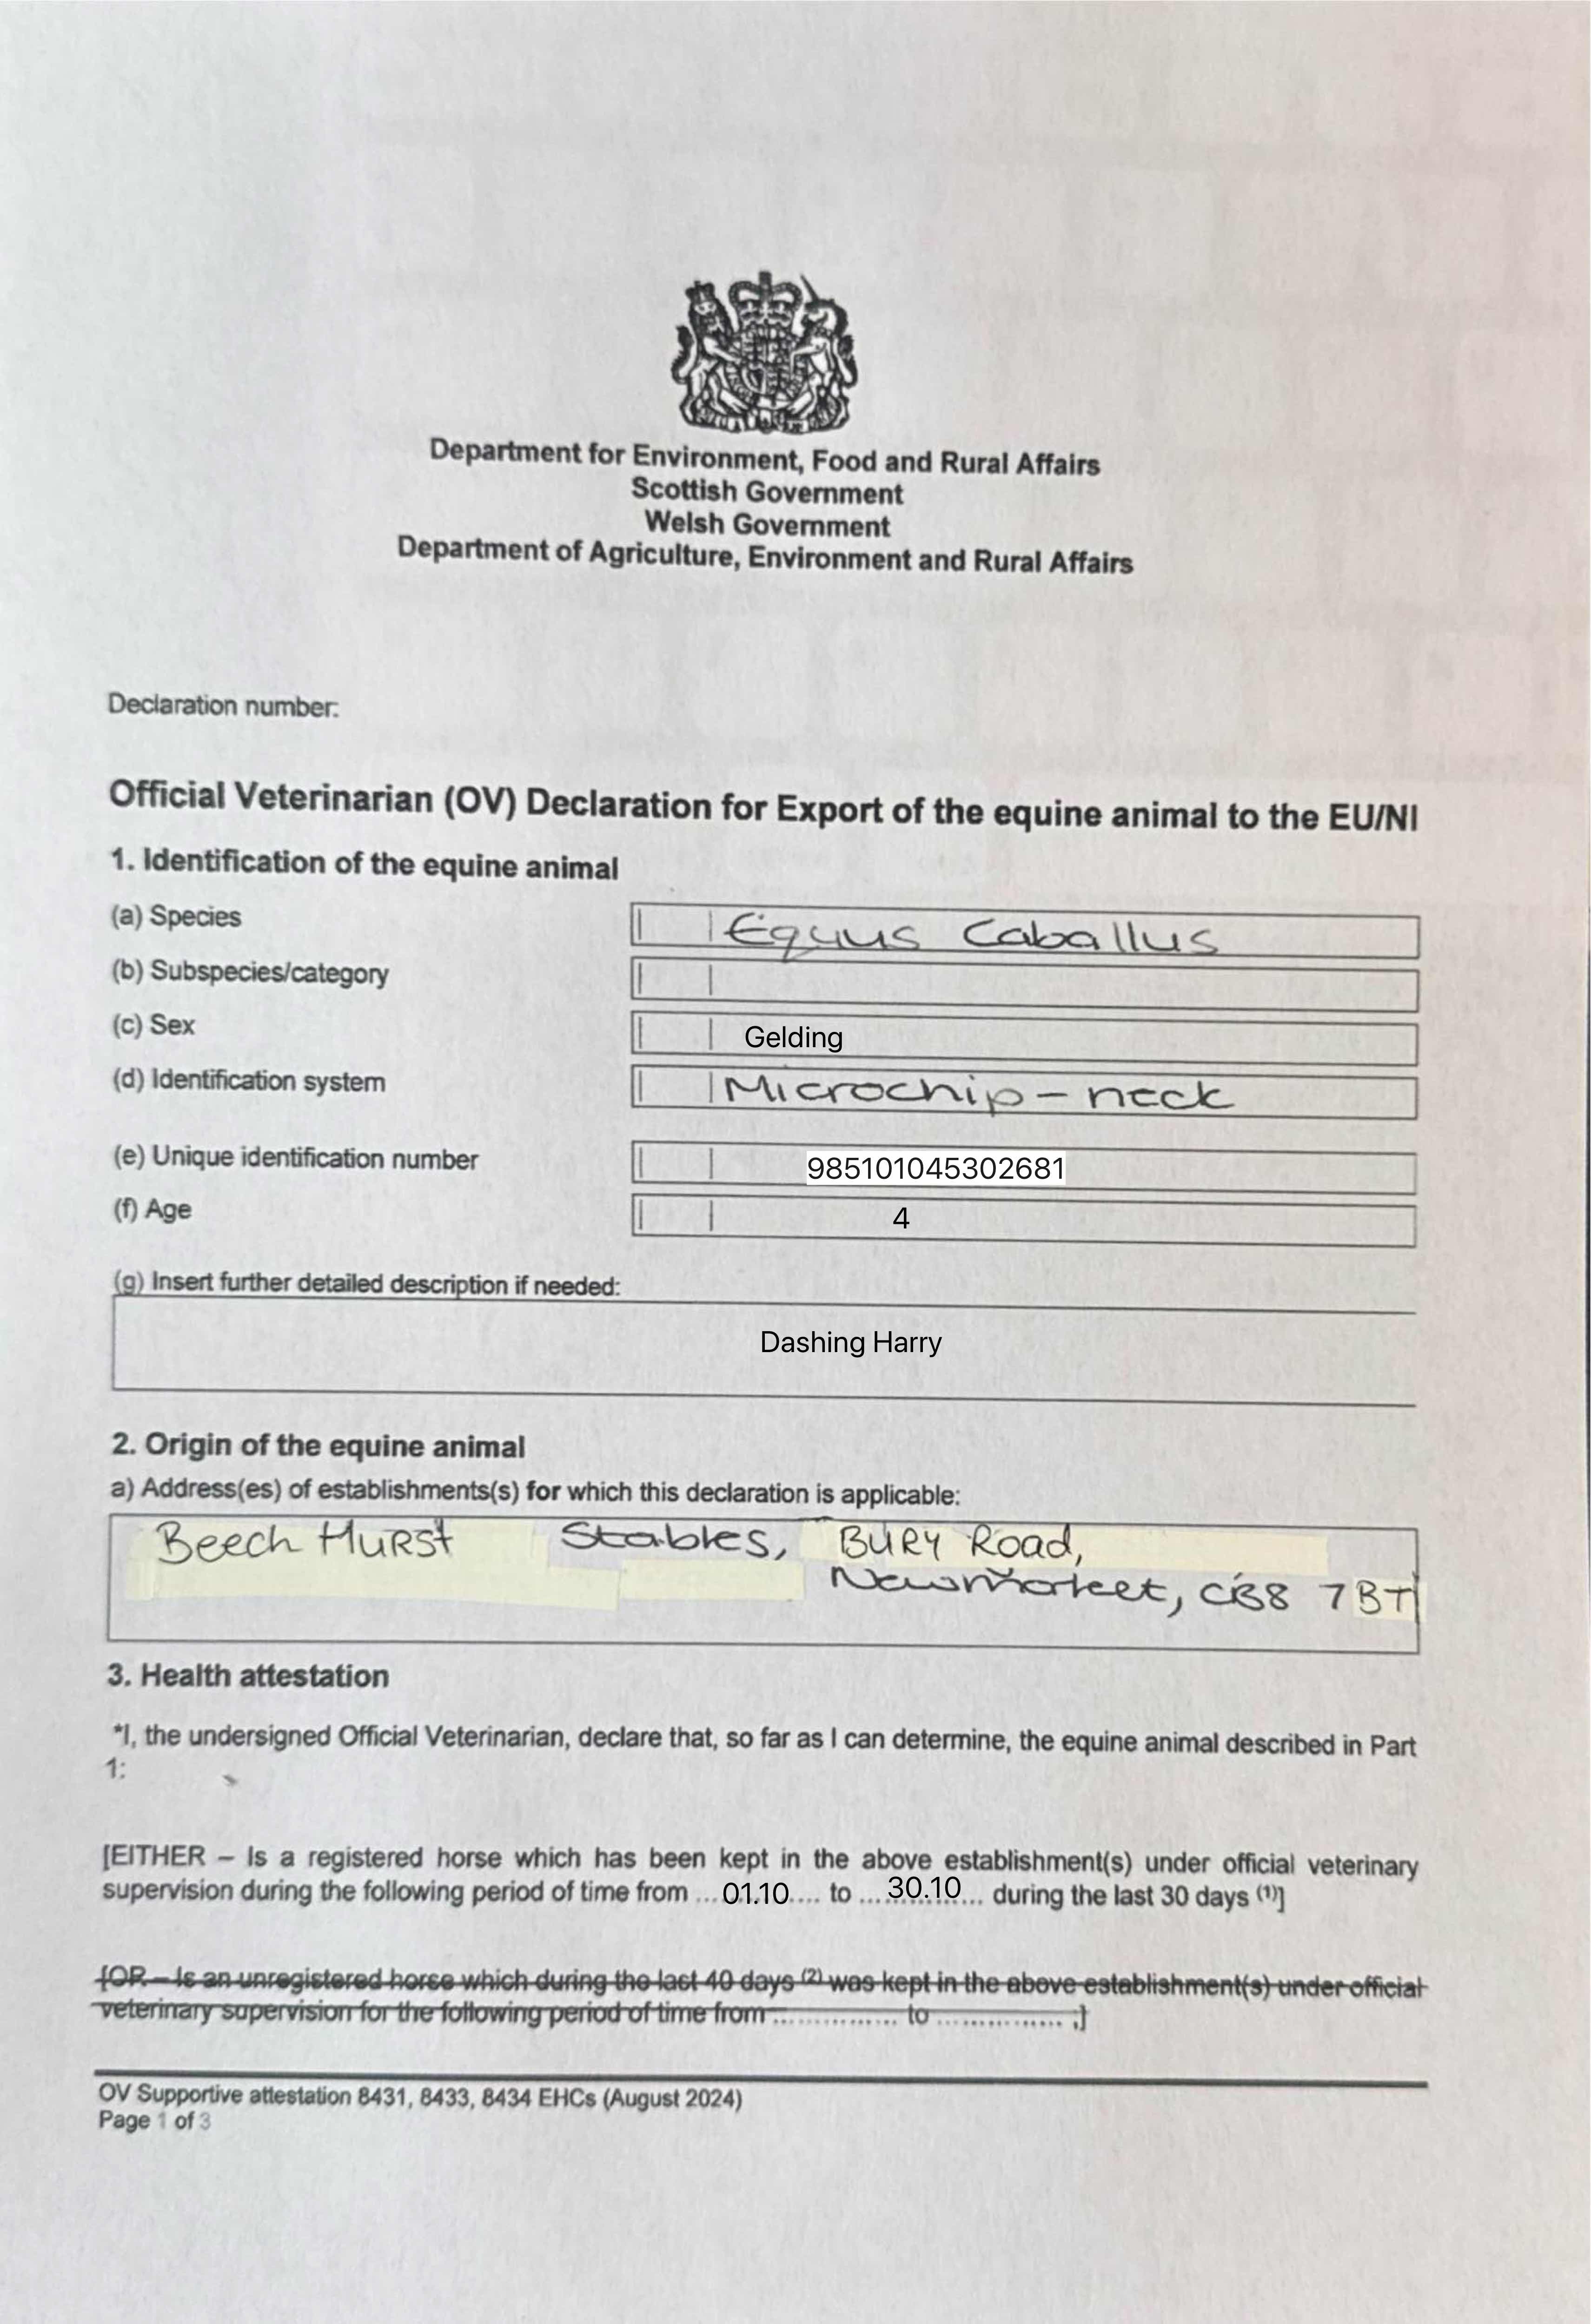 Department for Environment, Food and Rural Affairs
Scottish Government
Welsh Government
Department of Agriculture, Environment and Rural Affairs
Declaration number:
Official Veterinarian (OV) Declaration for Export of the equine animal to the EU/NI
1. Identification of the equine animal
(a) Species Equus Caballus
(b) Subspecies/category
(c) Sex Gelding
(d) Identification system Microchip - neck
(e) Unique identification number 985101045302681
(f) Age 4
(g) Insert further detailed description if needed:
Dashing Harry
2. Origin of the equine animal
a) Address(es) of establishments(s) for which this declaration is applicable:
Beech HURSt Stables, BURY Road,
Newmarket, CB8 7BT
3. Health attestation
*I, the undersigned Official Veterinarian, declare that, so far as I can determine, the equine animal described in Part
1:
[EITHER – Is a registered horse which has been kept in the above establishment(s) under official veterinary
supervision during the following period of time from ...01.10.... to ...30.10... during the last 30 days (1)]
[OR – Is an unregistered horse which during the last 40 days (2) was kept in the above establishment(s) under official
veterinary supervision for the following period of time from ............... to ............... ;]
OV Supportive attestation 8431, 8433, 8434 EHCs (August 2024)
Page 1 of 3